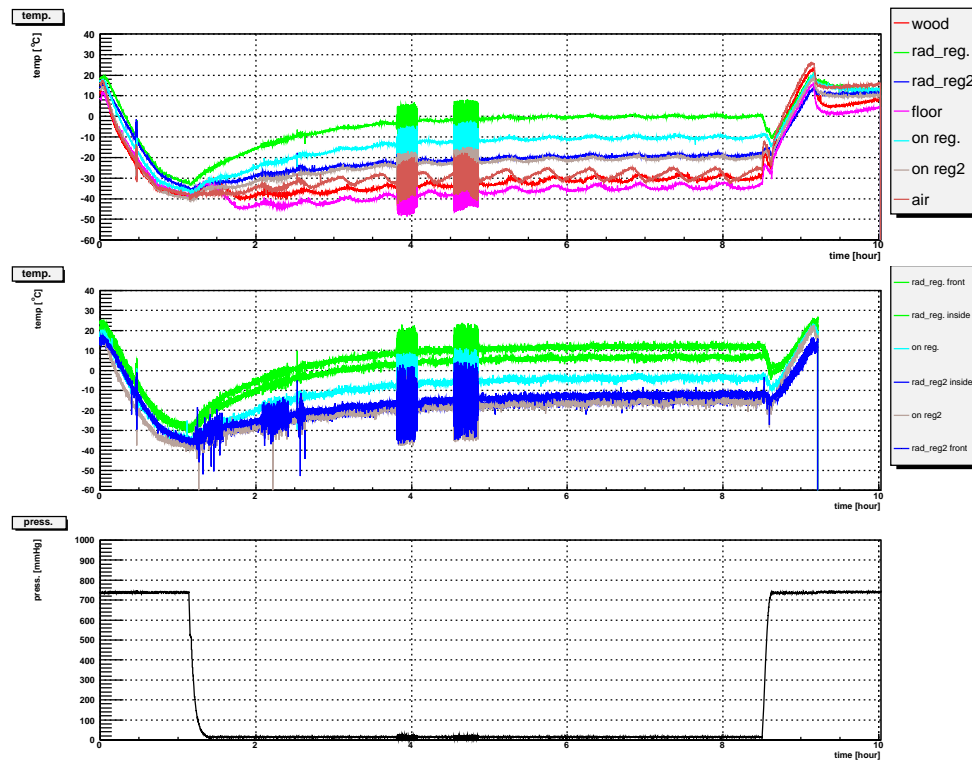 temp.
temp [ °C]
40
30
20
10
0
-10
-20
-30
-40
-50
-60
0
2
4
6
8
10
time [hour]
wood
rad_reg.
rad_reg2
floor
on reg.
on reg2
air
temp.
temp [ °C]
40
30
20
10
0
-10
-20
-30
-40
-50
-60
0
2
4
6
8
10
time [hour]
rad_reg. front
rad_reg. inside
on reg.
rad_reg2 inside
on reg2
rad_reg2 front
press.
press. [mmHg]
1000
900
800
700
600
500
400
300
200
100
0
0
2
4
6
8
10
time [hour]